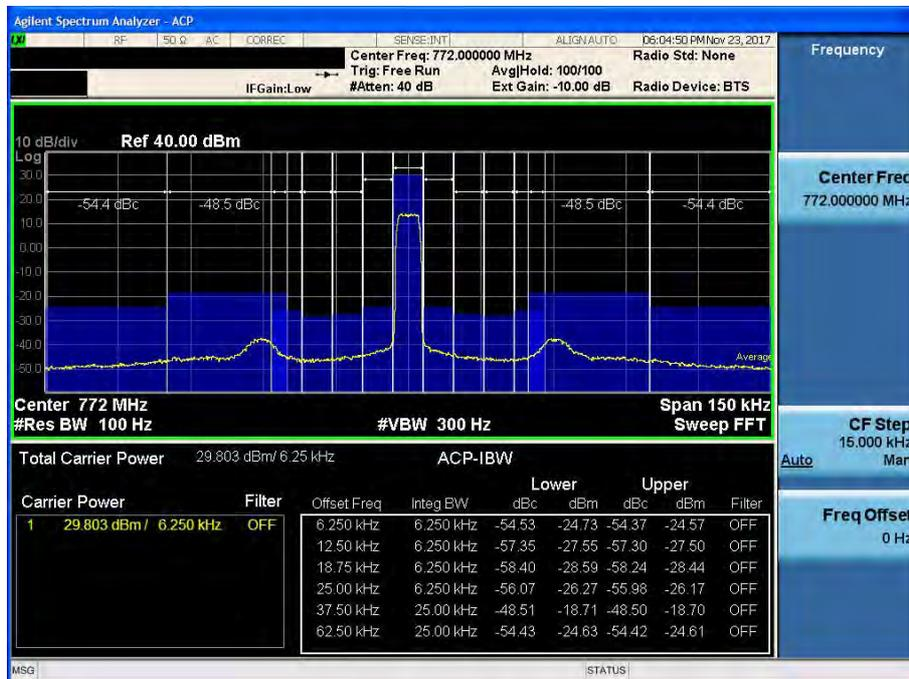 Agilent Spectrum Analyzer - ACP
LXI RF 50 Ω AC CORREC SENSE:INT ALIGN AUTO 06:04:50 PM Nov 23, 2017
Center Freq: 772.000000 MHz Radio Std: None
Trig: Free Run Avg|Hold: 100/100
IFGain:Low #Atten: 40 dB Ext Gain: -10.00 dB Radio Device: BTS
10 dB/div Ref 40.00 dBm
Log
30.0
20.0
-54.4 dBc -48.5 dBc -48.5 dBc -54.4 dBc
10.0
0.00
-10.0
-20.0
-30.0
-40.0
Average
-50.0
Center 772 MHz Span 150 kHz
#Res BW 100 Hz #VBW 300 Hz Sweep FFT
Total Carrier Power 29.803 dBm/ 6.25 kHz ACP-IBW
Lower Upper
Carrier Power Filter Offset Freq Integ BW dBc dBm dBc dBm Filter
1 29.803 dBm / 6.250 kHz OFF 6.250 kHz 6.250 kHz -54.53 -24.73 -54.37 -24.57 OFF
12.50 kHz 6.250 kHz -57.35 -27.55 -57.30 -27.50 OFF
18.75 kHz 6.250 kHz -58.40 -28.59 -58.24 -28.44 OFF
25.00 kHz 6.250 kHz -56.07 -26.27 -55.98 -26.17 OFF
37.50 kHz 25.00 kHz -48.51 -18.71 -48.50 -18.70 OFF
62.50 kHz 25.00 kHz -54.43 -24.63 -54.42 -24.61 OFF
MSG STATUS
Frequency
Center Freq
772.000000 MHz
CF Step
15.000 kHz
Auto Man
Freq Offset
0 Hz